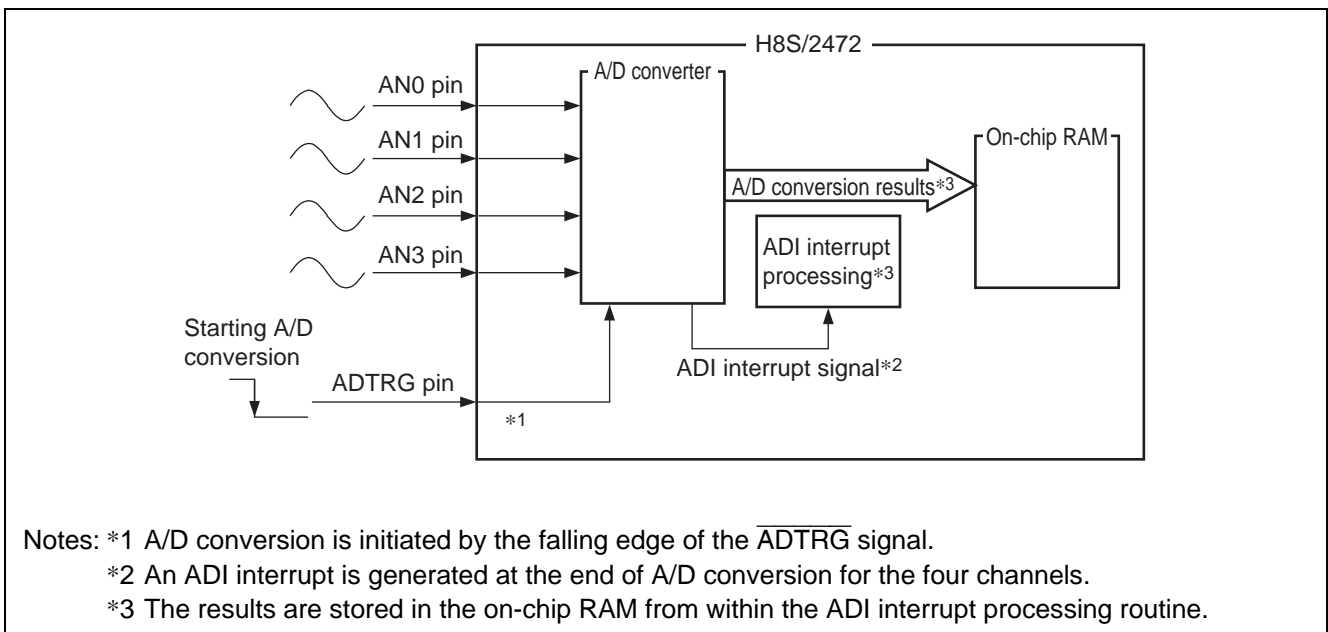 H8S/2472
A/D converter
AN0 pin
AN1 pin
On-chip RAM
A/D conversion results*3
AN2 pin
ADI interrupt
processing*3
AN3 pin
Starting A/D
conversion
ADI interrupt signal*2
ADTRG pin
*1
Notes: *1 A/D conversion is initiated by the falling edge of the A̅D̅T̅R̅G̅ signal.
*2 An ADI interrupt is generated at the end of A/D conversion for the four channels.
*3 The results are stored in the on-chip RAM from within the ADI interrupt processing routine.